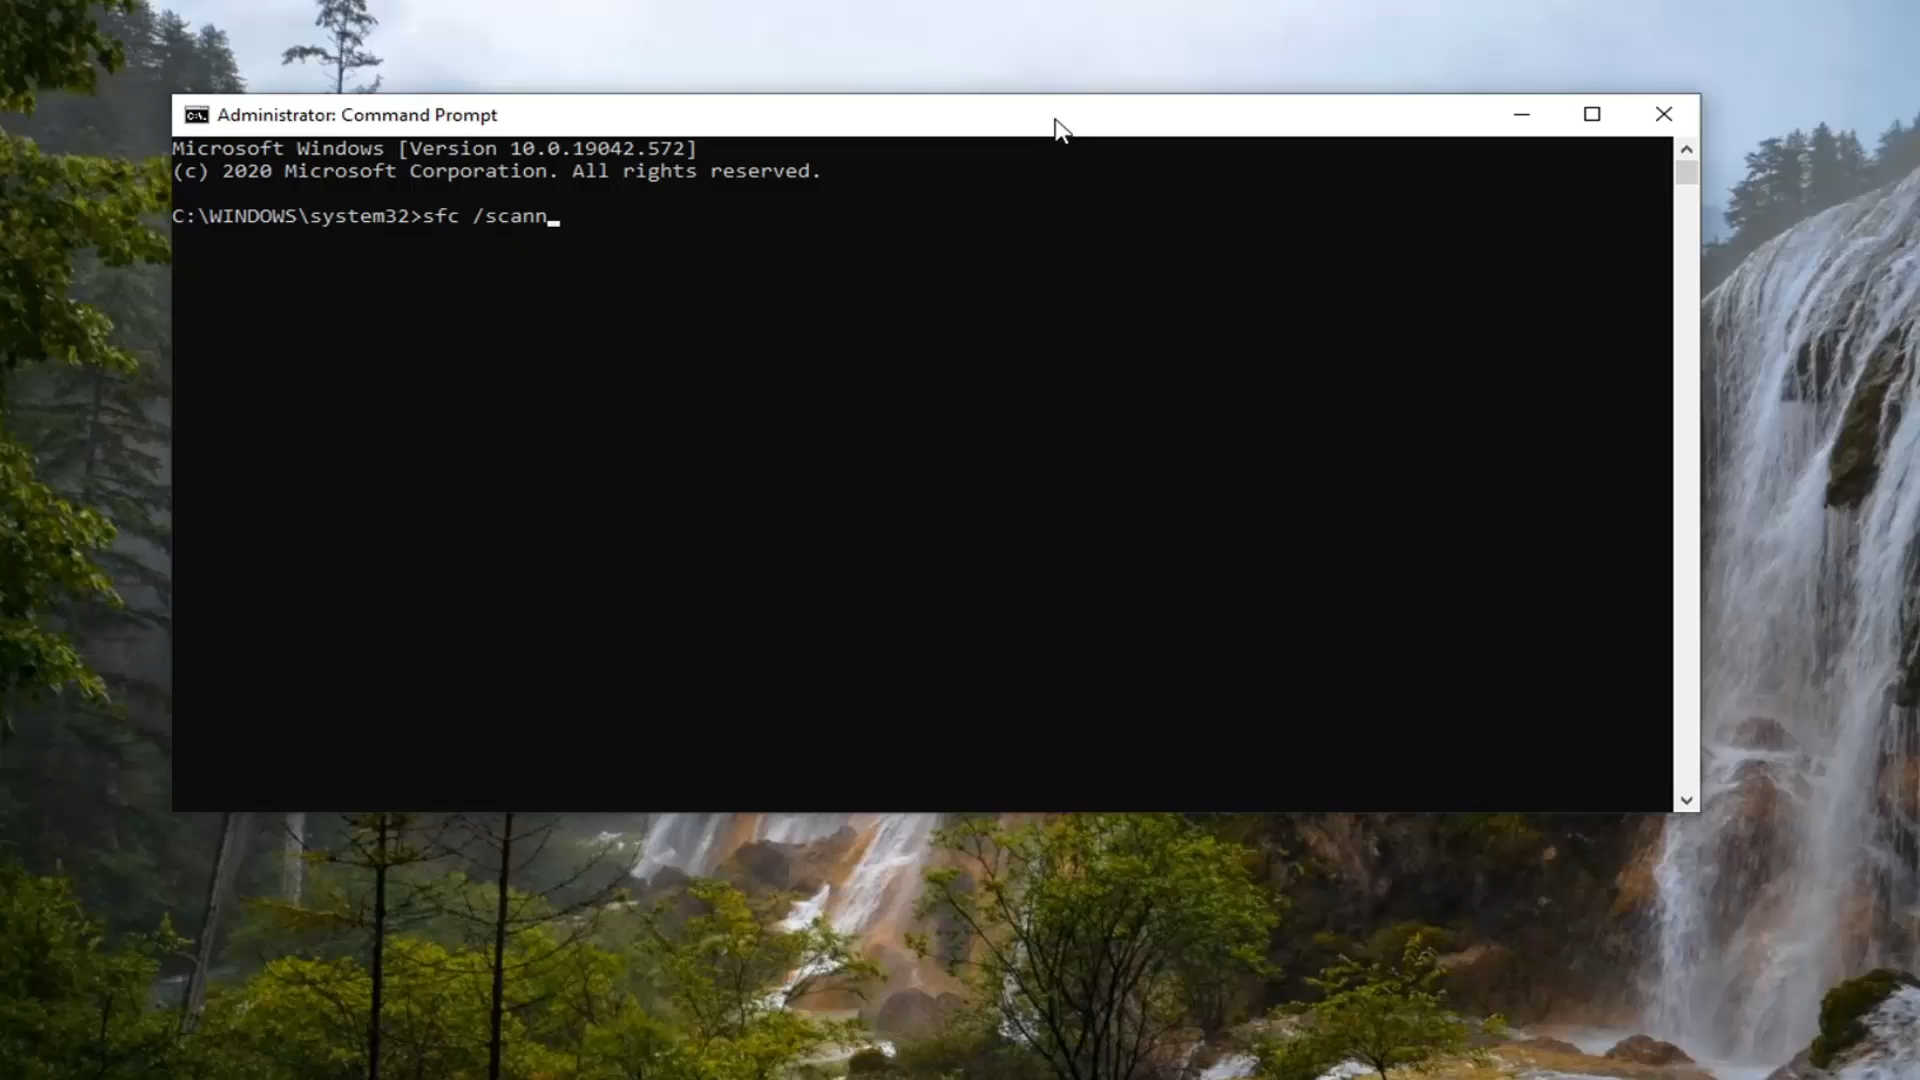 Administrator: Command Prompt
Microsoft Windows [Version 10.0.19042.572]
(c) 2020 Microsoft Corporation. All rights reserved.
C:\WINDOWS\system32>sfc /scann